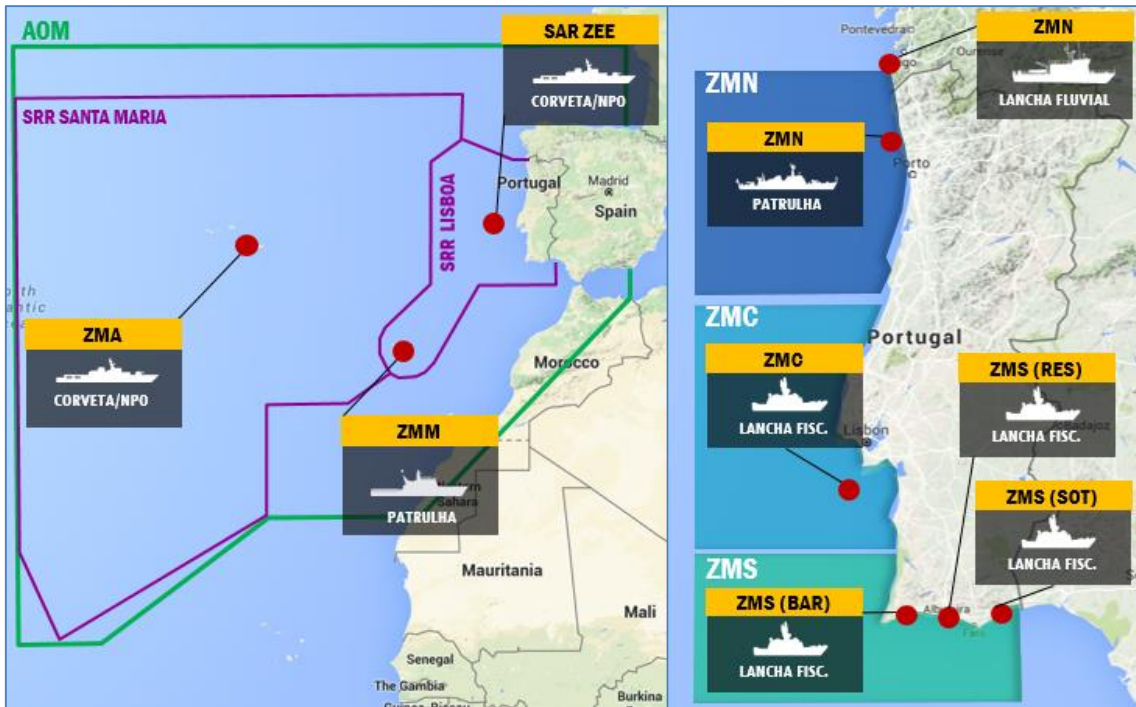 AOM
SAR ZEE
CORVETA/NPO
SRR SANTA MARIA
SRR LISBOA
Portugal
Madrid
Spain
ZMA
CORVETA/NPO
Morocco
ZMM
PATRULHA
Mauritania
Mali
Senegal
The Gambia
Burkina
Pontevedra
Ourense
ZMN
LANCHA FLUVIAL
ZMN
ZMN
PATRULHA
Porto
ZMC
Portugal
ZMC
LANCHA FISC.
Lisbon
ZMS (RES)
LANCHA FISC.
ZMS (SOT)
LANCHA FISC.
ZMS
ZMS (BAR)
LANCHA FISC.
Faro